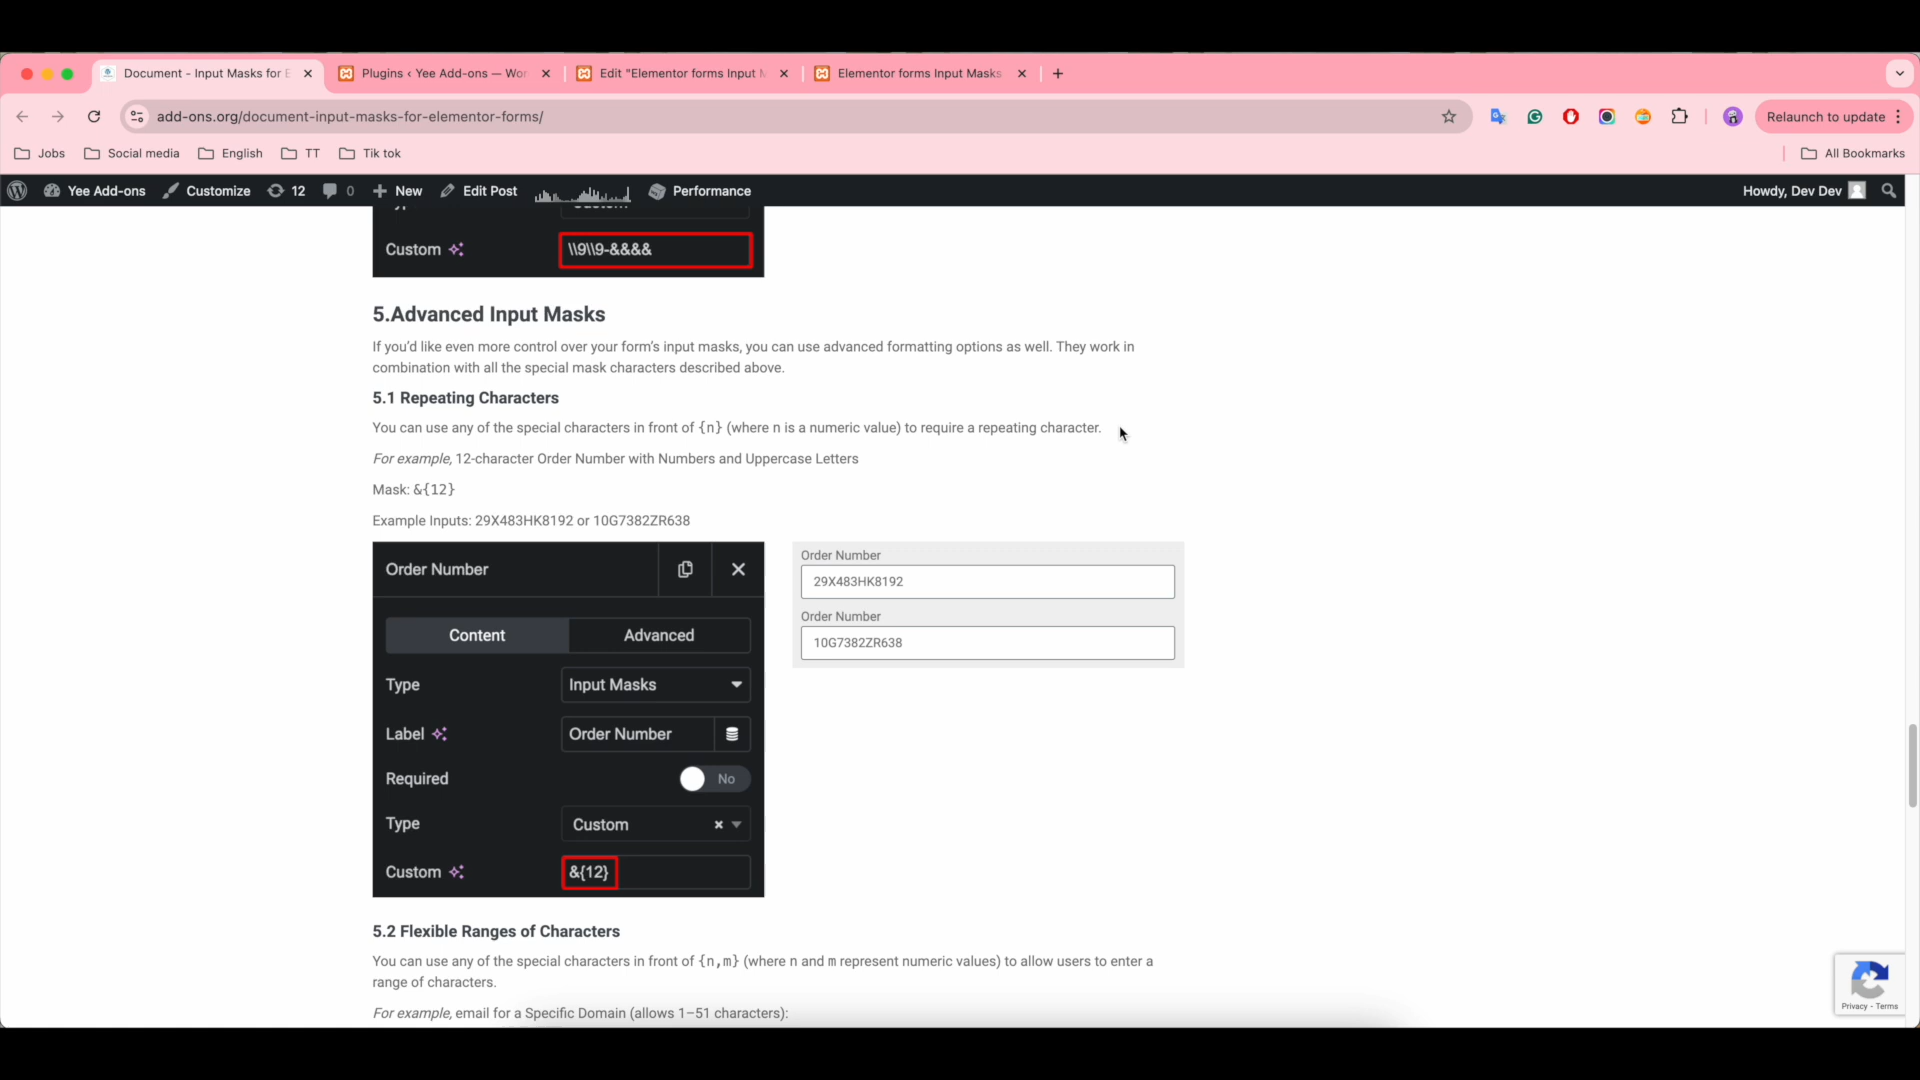 Document - Input Masks for E
Plugins ‹ Yee Add-ons — Wor
Edit "Elementor forms Input M
Elementor forms Input Masks
add-ons.org/document-input-masks-for-elementor-forms/
Relaunch to update
Jobs
Social media
English
TT
Tik tok
All Bookmarks
Yee Add-ons
Customize
12
0
New
Edit Post
Performance
Howdy, Dev Dev
Custom
\\9\\9-&&&&
5.Advanced Input Masks
If you’d like even more control over your form’s input masks, you can use advanced formatting options as well. They work in
combination with all the special mask characters described above.
5.1 Repeating Characters
You can use any of the special characters in front of {n} (where n is a numeric value) to require a repeating character.
For example, 12-character Order Number with Numbers and Uppercase Letters
Mask: &{12}
Example Inputs: 29X483HK8192 or 10G7382ZR638
Order Number
Content
Advanced
Type
Input Masks
Label
Order Number
Required
No
Type
Custom
Custom
&{12}
Order Number
29X483HK8192
Order Number
10G7382ZR638
5.2 Flexible Ranges of Characters
You can use any of the special characters in front of {n,m} (where n and m represent numeric values) to allow users to enter a
range of characters.
For example, email for a Specific Domain (allows 1–51 characters):
Privacy - Terms